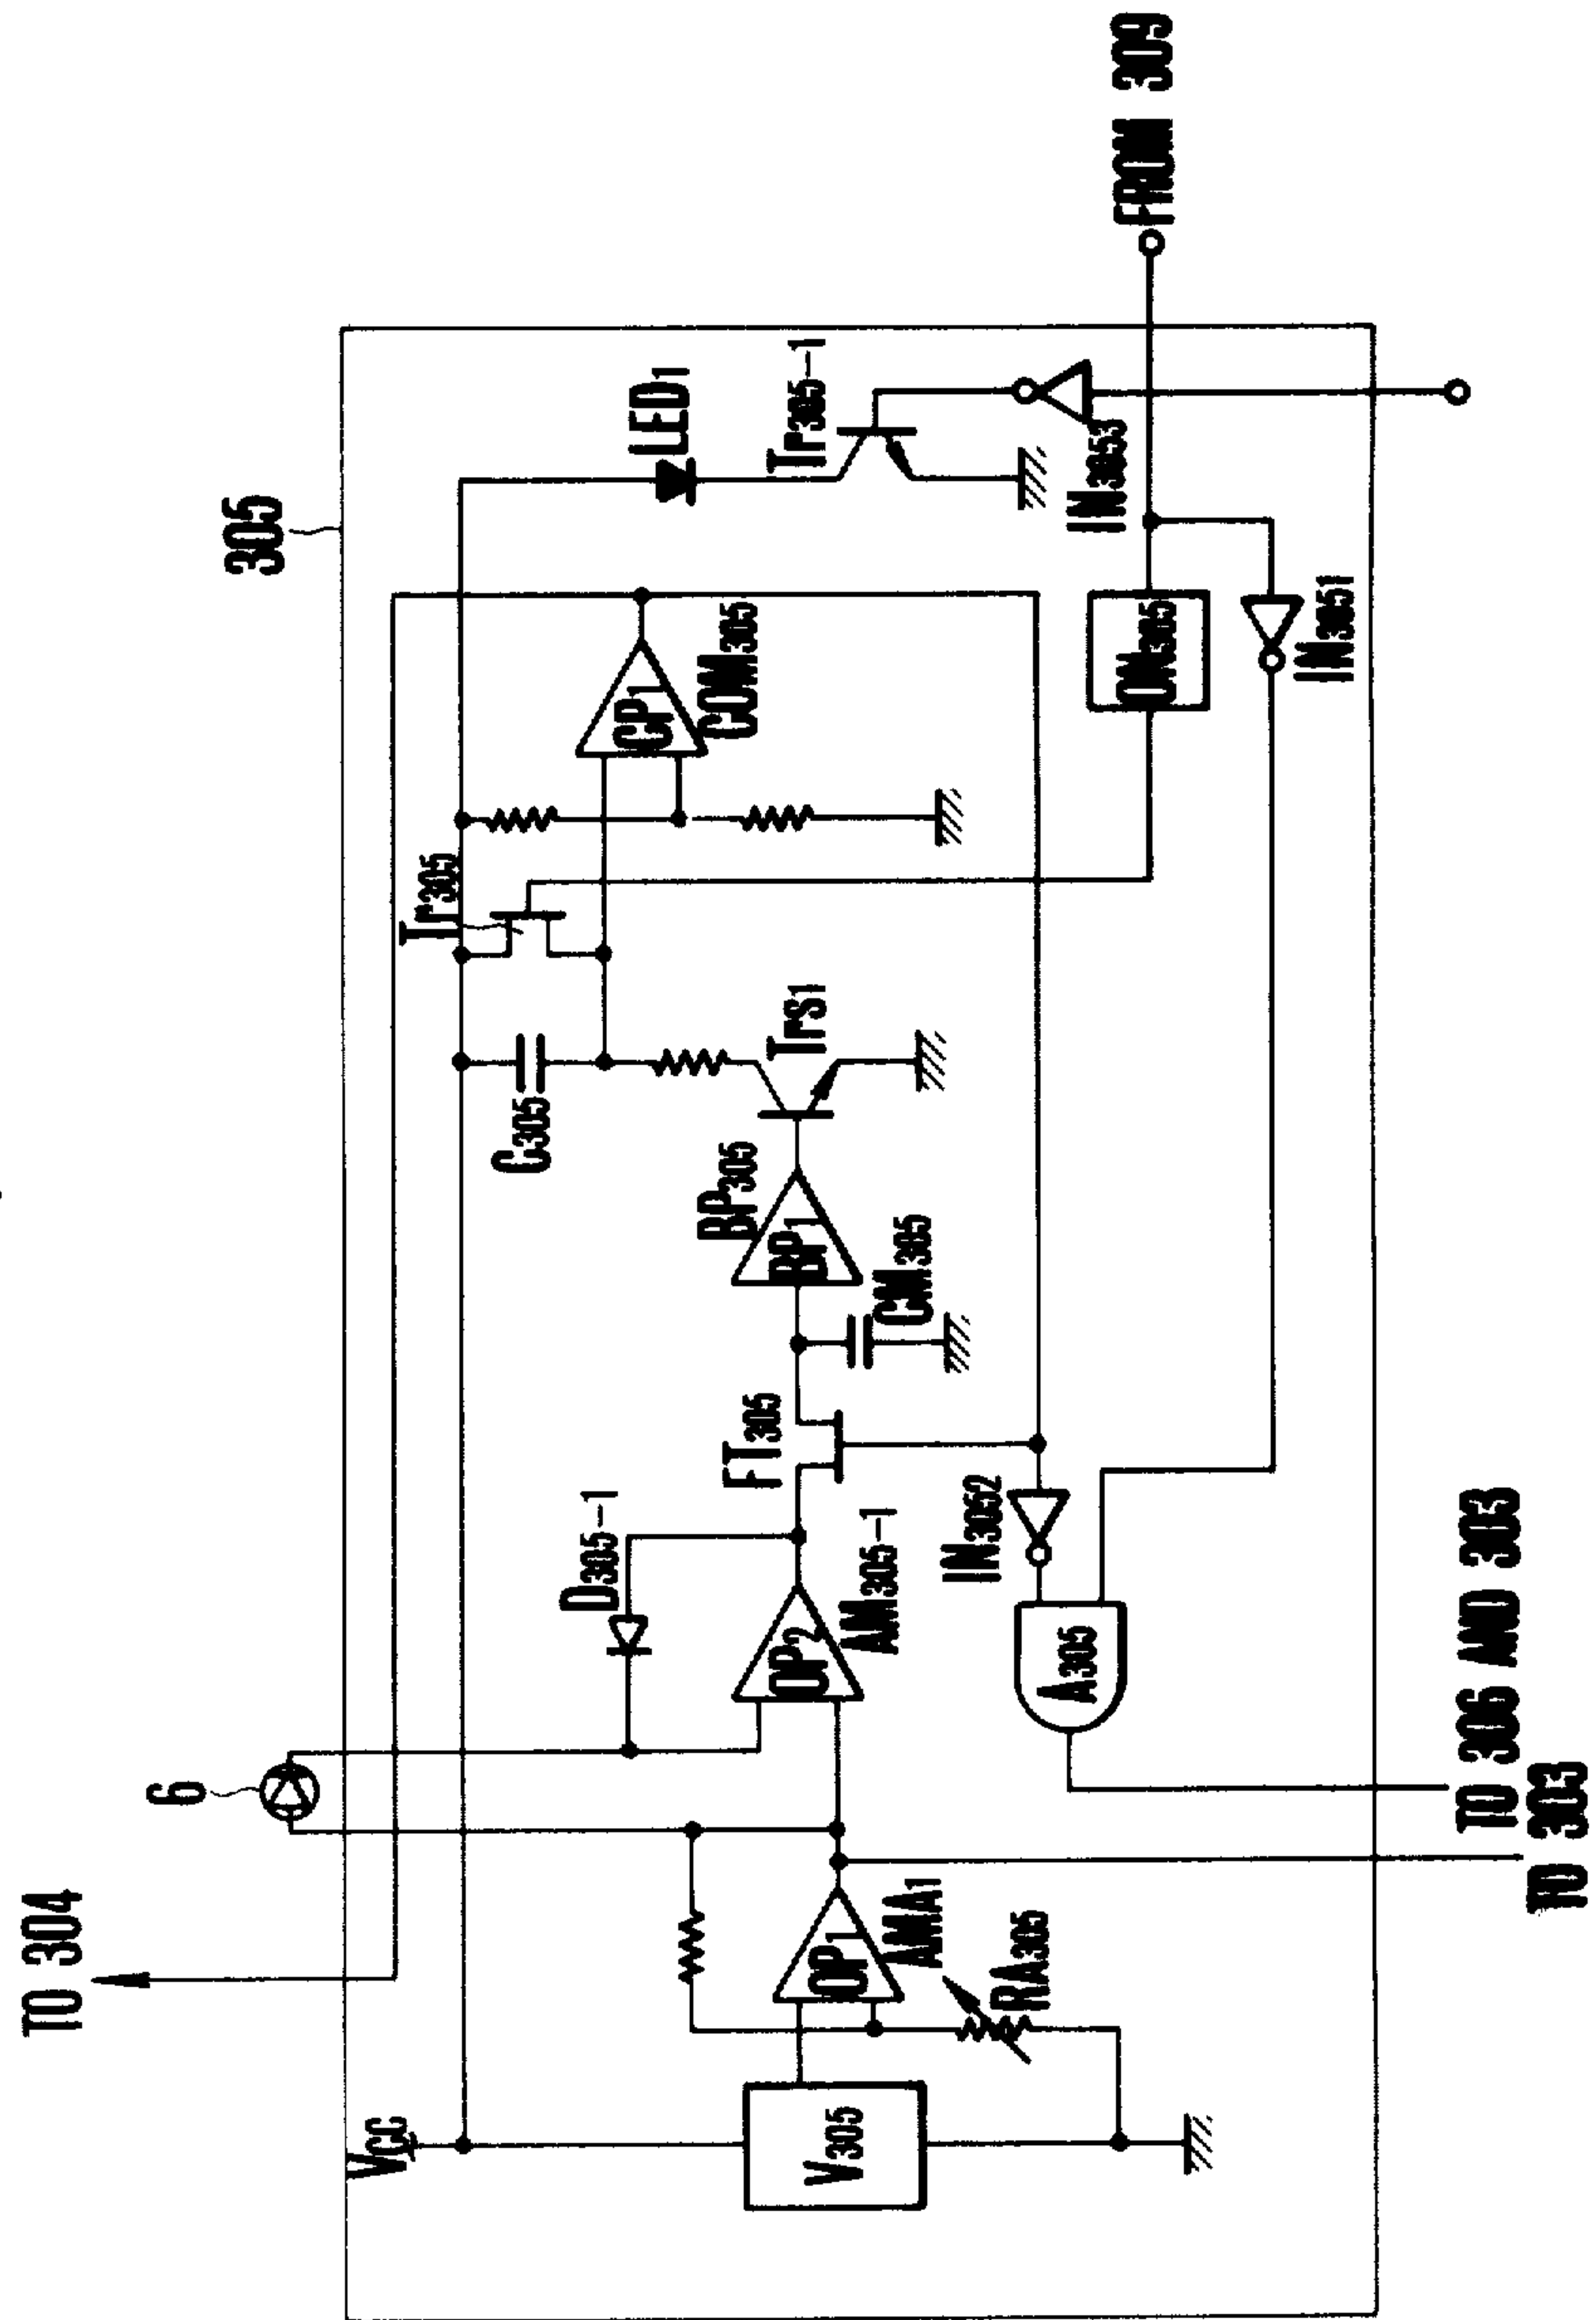 TO 304
6
305
VCC
V305
OP1
AMA1
RA305
D305-1
OP2
AM305-1
FT305
CM305
BP305
BP1
C305
TrS1
Tr305
CP1
COM305
LED1
Tr305-1
IN3053
FROM 309
ON305
IN3051
IN3052
A305
TO 306 AND 303
TO 303